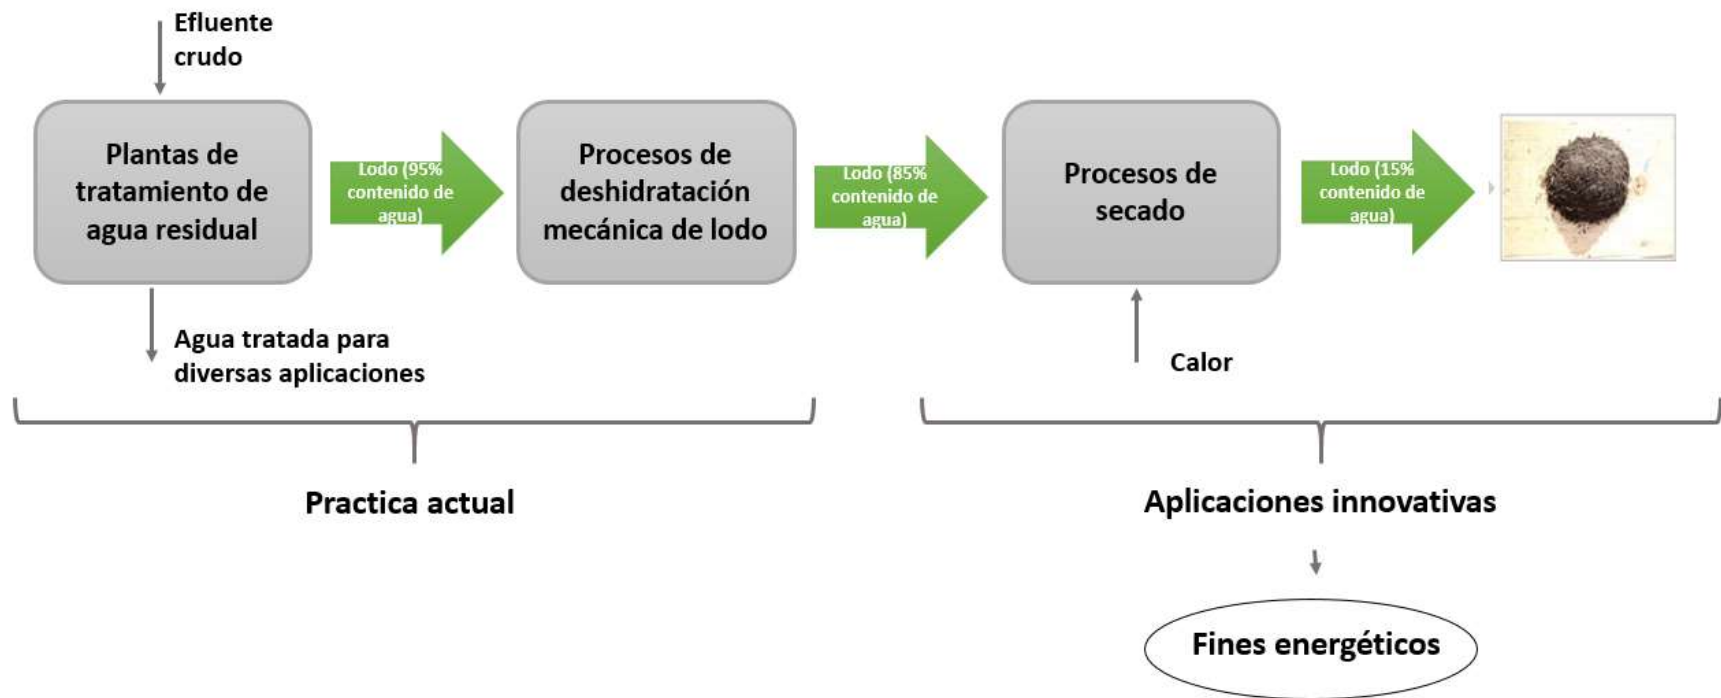 Efluente
crudo
Plantas de
tratamiento de
agua residual
Lodo (95%
contenido de
agua)
Procesos de
deshidratación
mecánica de lodo
Lodo (85%
contenido de
agua)
Procesos de
secado
Lodo (15%
contenido de
agua)
Agua tratada para
diversas aplicaciones
Calor
Practica actual
Aplicaciones innovativas
Fines energéticos